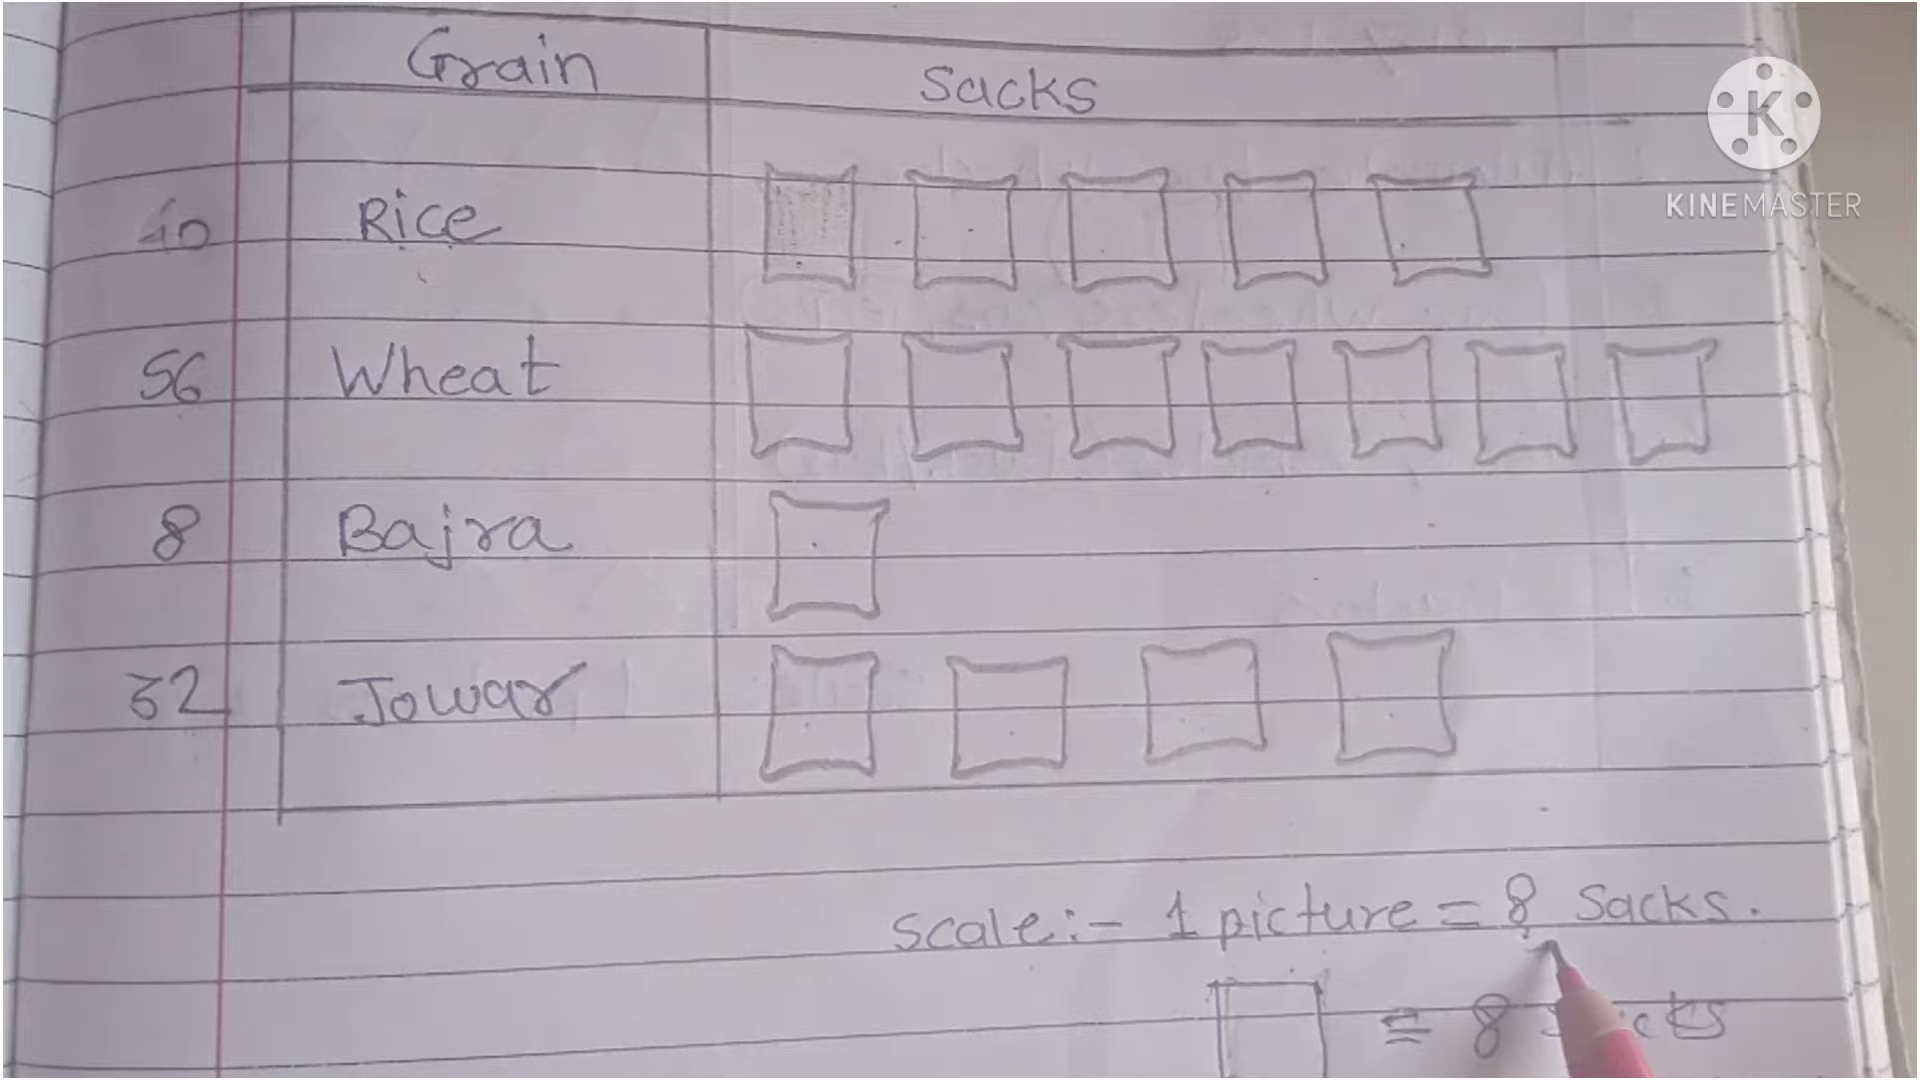 Grain Sacks
K
KINEMASTER
40 Rice
56 Wheat
8 Bajra
32 Jowar
Scale:- 1 picture = 8 Sacks.
= 8